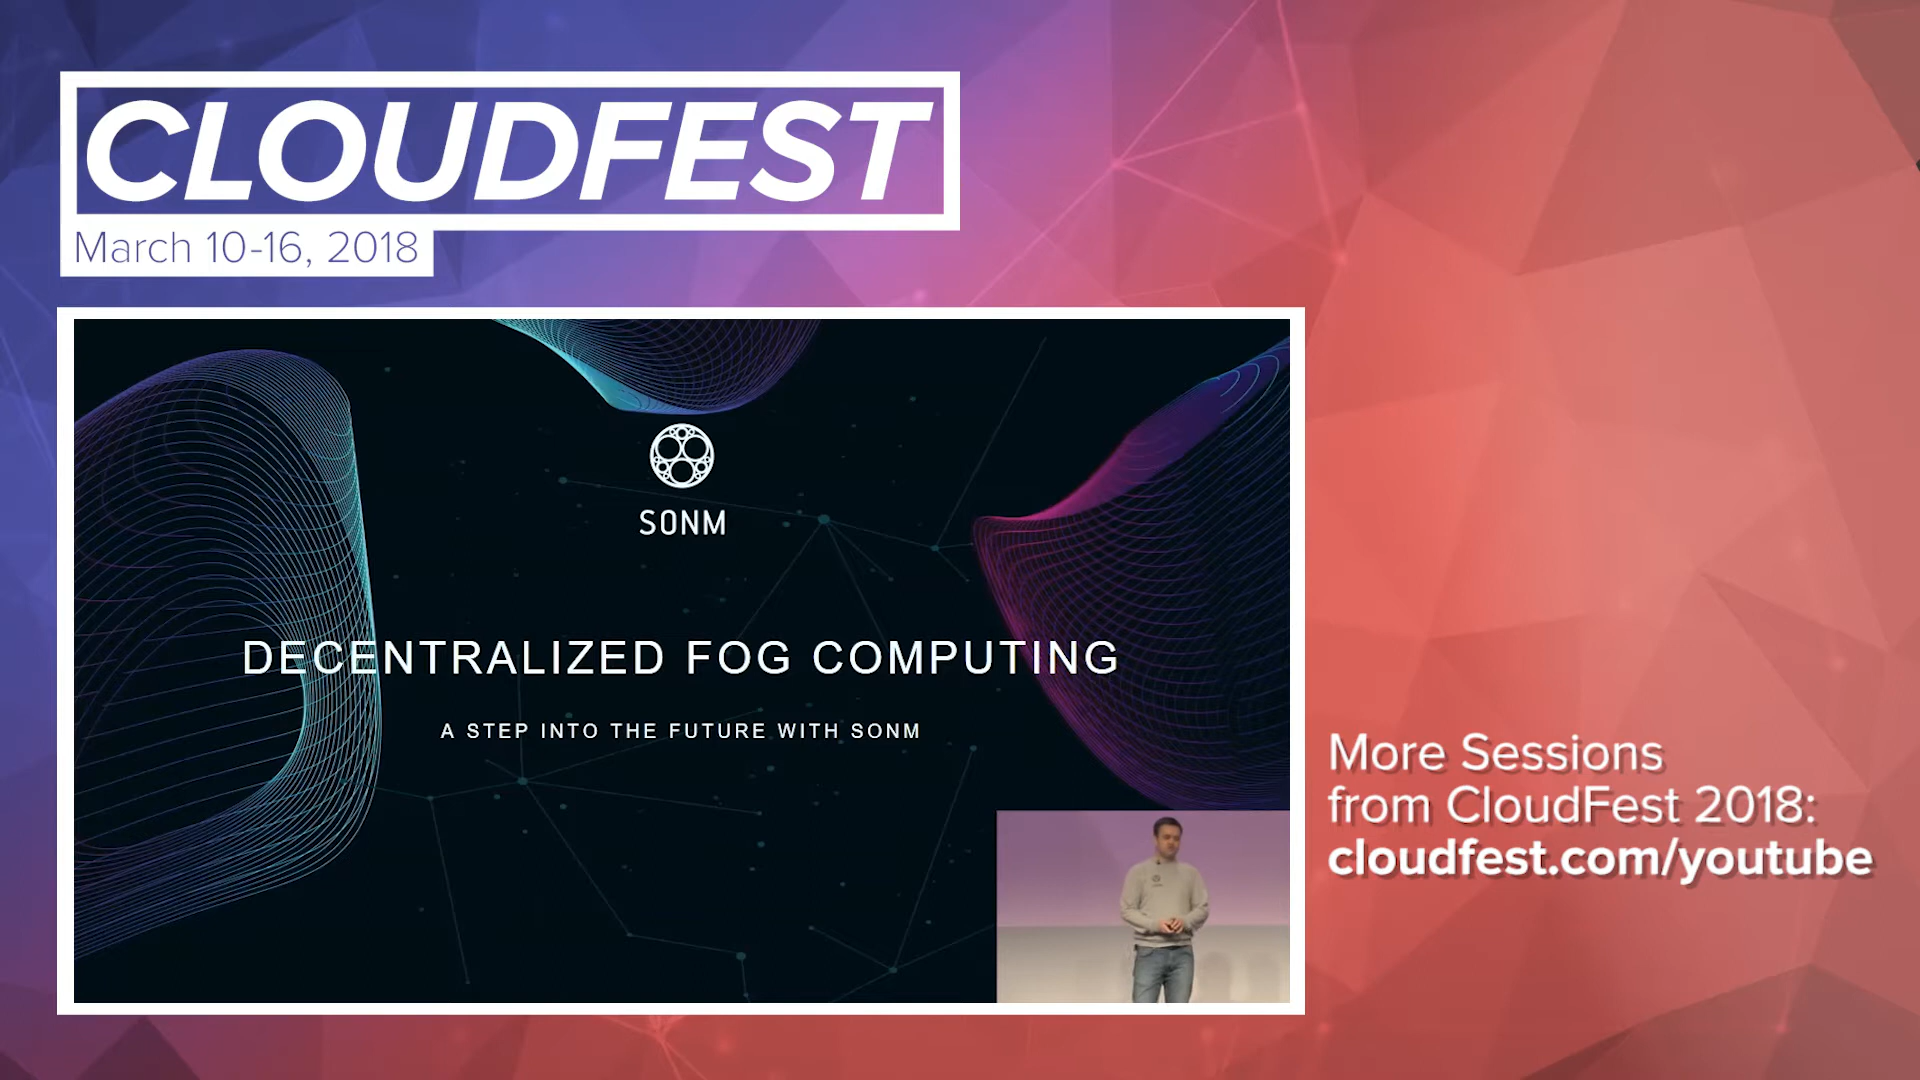 CLOUDFEST
March 10-16, 2018
SONM
DECENTRALIZED FOG COMPUTING
A STEP INTO THE FUTURE WITH SONM
More Sessions
from CloudFest 2018:
cloudfest.com/youtube